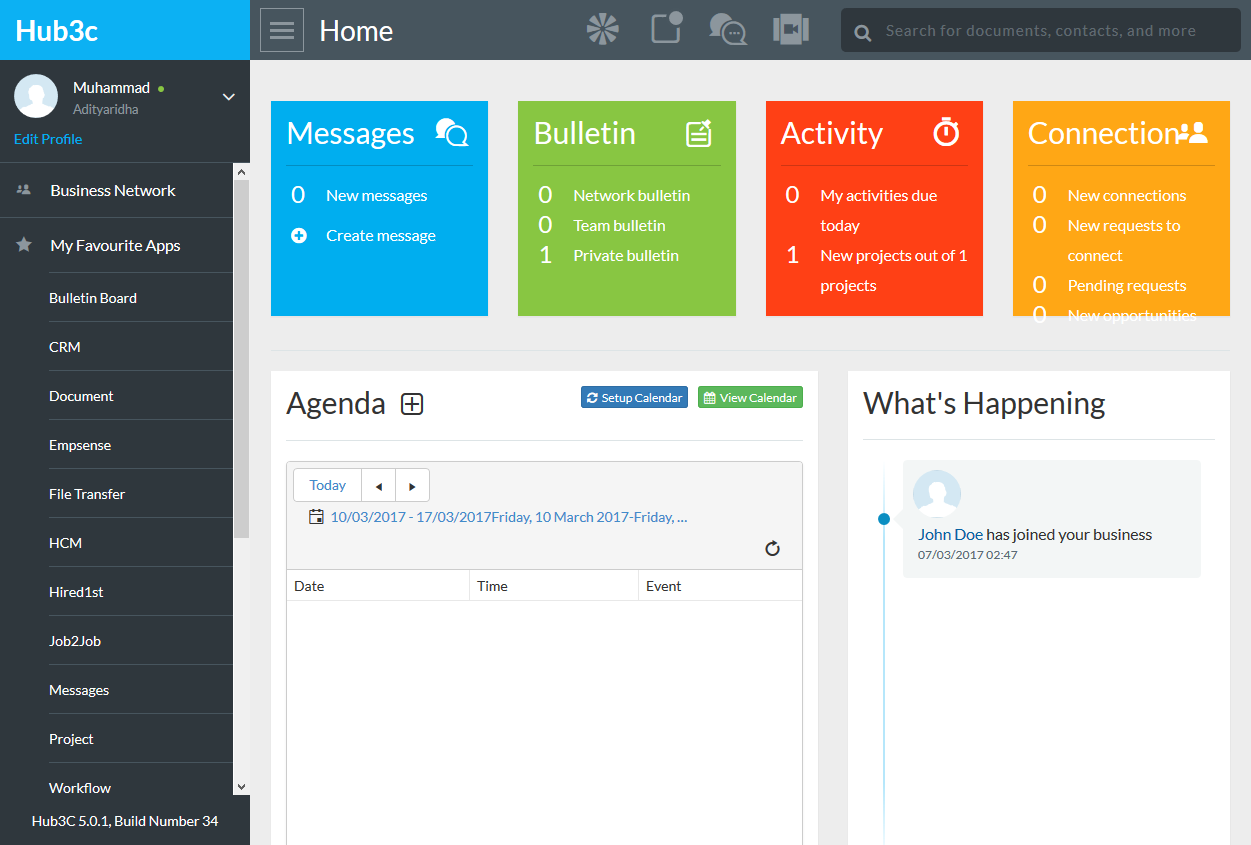 Hub3c
Home
Search for documents, contacts, and more
Muhammad
Adityaridha
Edit Profile
Business Network
My Favourite Apps
Bulletin Board
CRM
Document
Empsense
File Transfer
HCM
Hired1st
Job2Job
Messages
Project
Workflow
Hub3C 5.0.1, Build Number 34
Messages
0 New messages
Create message
Bulletin
0 Network bulletin
0 Team bulletin
1 Private bulletin
Activity
0 My activities due
today
1 New projects out of 1
projects
Connection
0 New connections
0 New requests to
connect
0 Pending requests
0 New opportunities
Agenda
Setup Calendar
View Calendar
Today
10/03/2017 - 17/03/2017Friday, 10 March 2017-Friday, ...
Date Time Event
What's Happening
John Doe has joined your business
07/03/2017 02:47